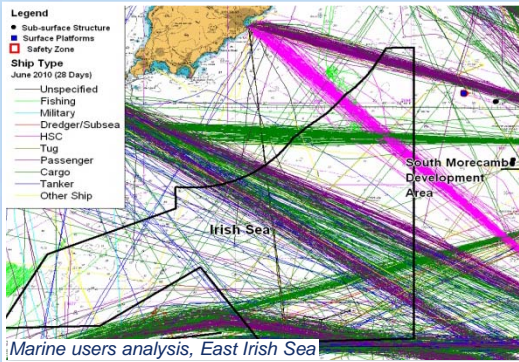 Legend
Sub-surface Structure
Surface Platforms
Safety Zone
Ship Type
June 2010 (28 Days)
Unspecified
Fishing
Military
Dredger/Subsea
HSC
Tug
Passenger
Cargo
Tanker
Other Ship
South Morecambe
Development
Area
Irish Sea
Marine users analysis, East Irish Sea